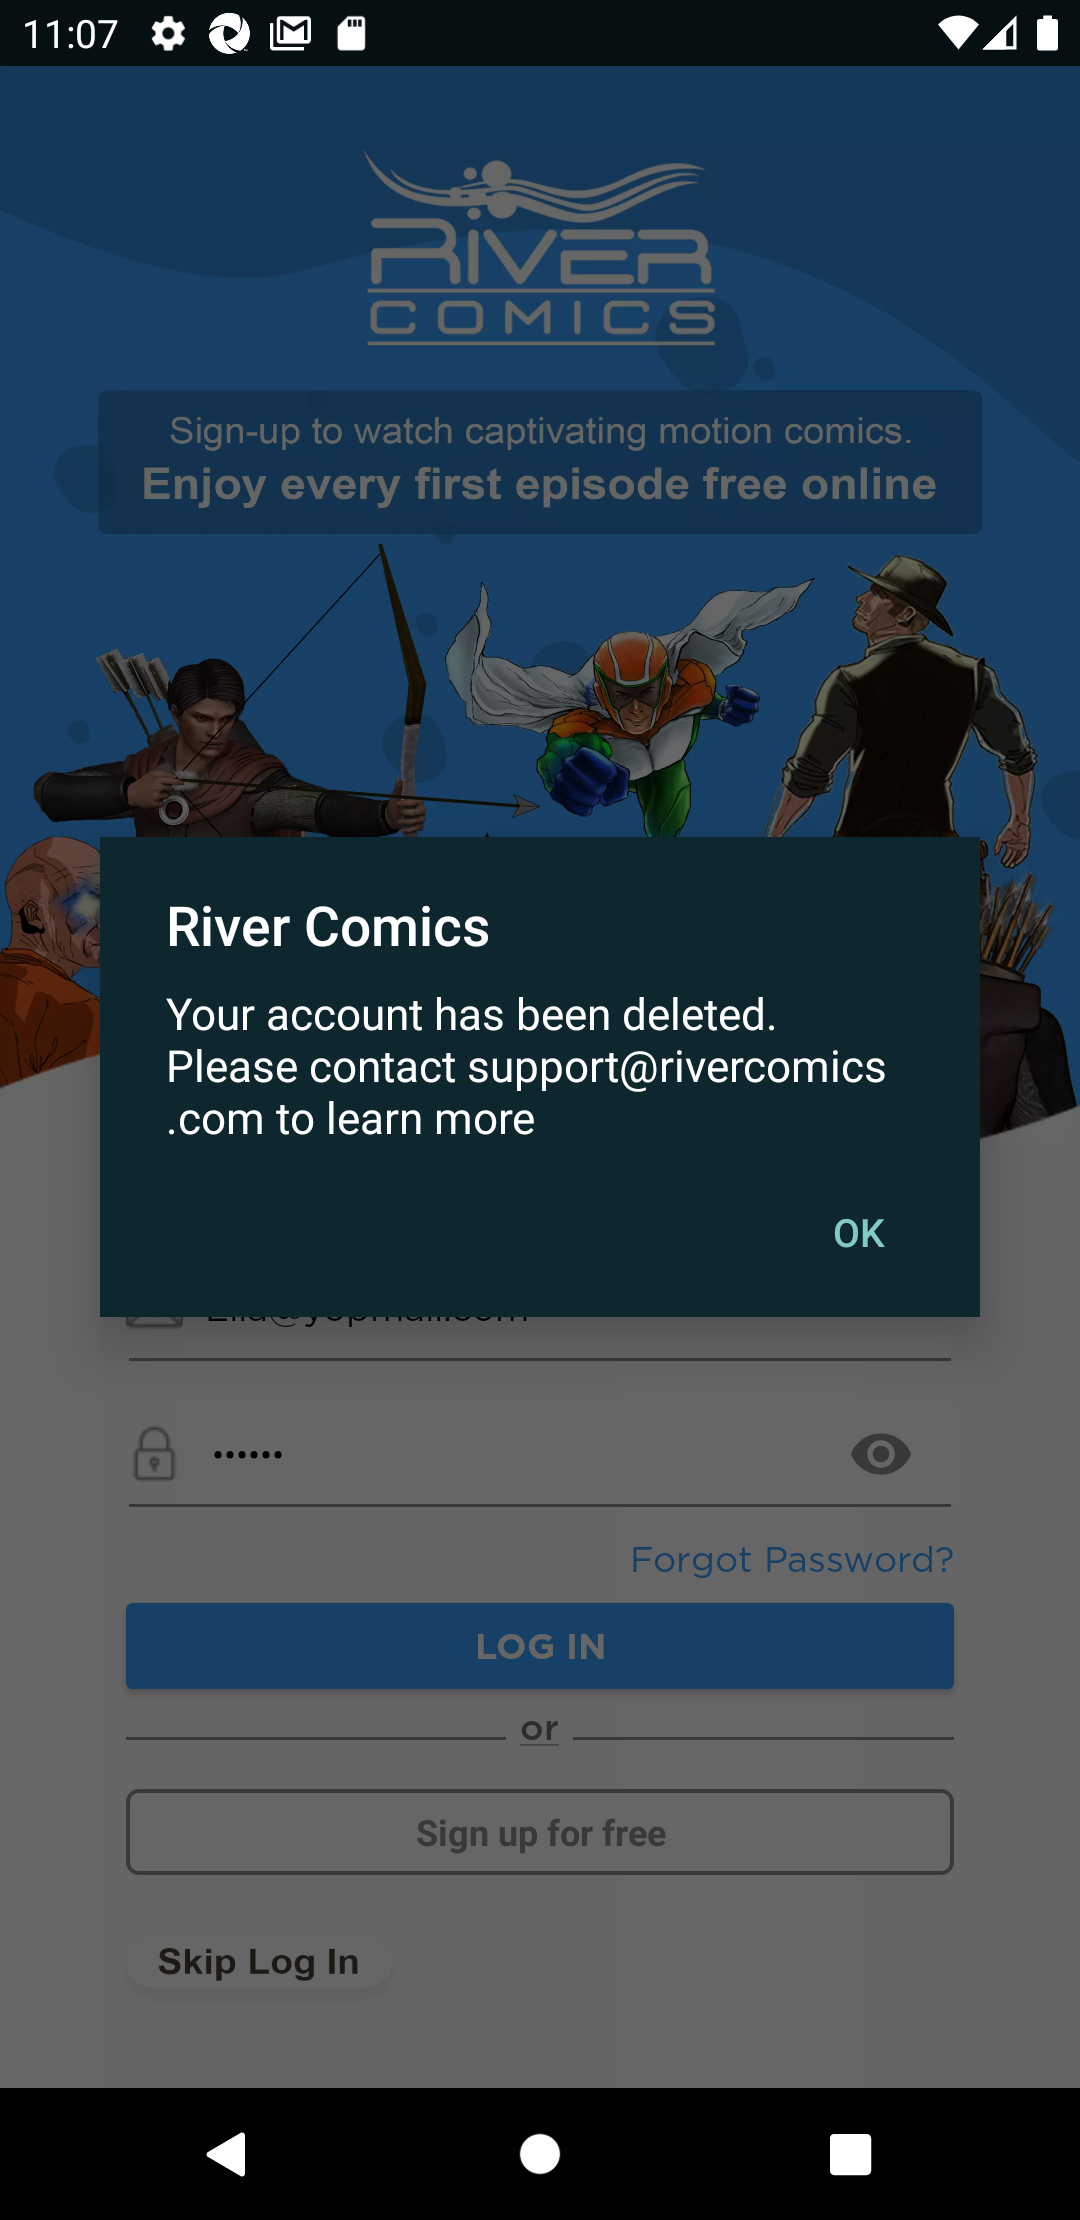 11:07
RiVER
COMICS
Sign-up to watch captivating motion comics.
Enjoy every first episode free online
River Comics
Your account has been deleted.
Please contact support@rivercomics
.com to learn more
OK
••••••
Forgot Password?
LOG IN
or
Sign up for free
Skip Log In